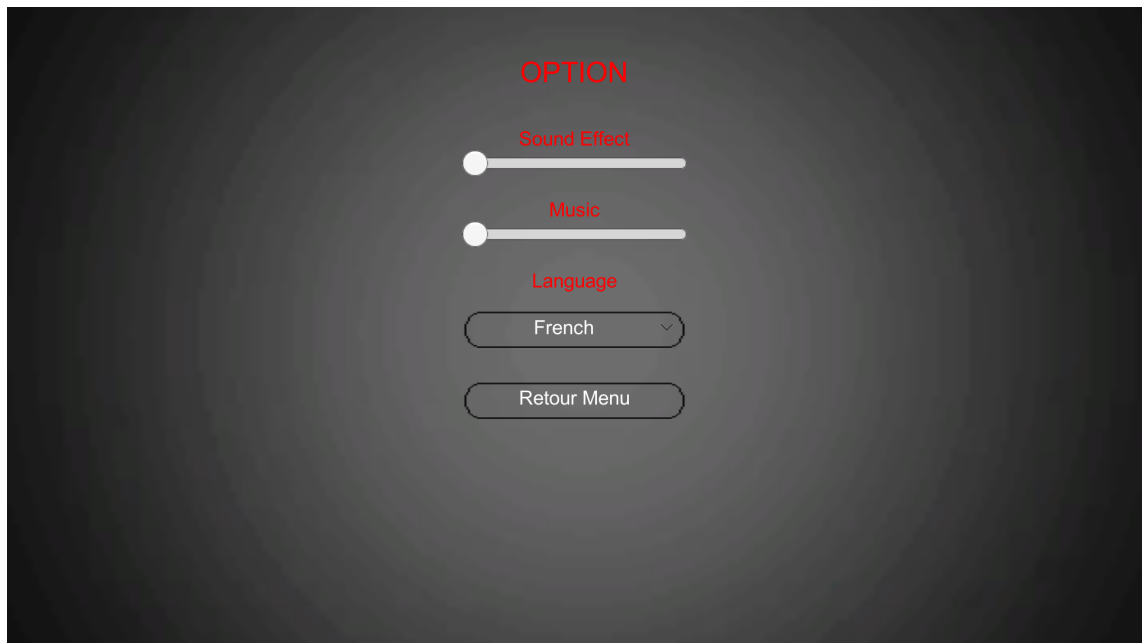 OPTION
Sound Effect
Music
Language
French
Retour Menu